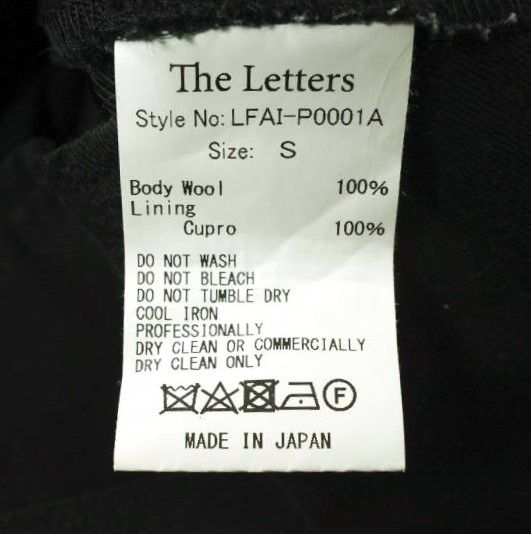 The Letters
Style No: LFAI-P0001A
Size: S
Body Wool 100%
Lining
Cupro 100%
DO NOT WASH
DO NOT BLEACH
DO NOT TUMBLE DRY
COOL IRON
PROFESSIONALLY
DRY CLEAN OR COMMERCIALLY
DRY CLEAN ONLY
F
MADE IN JAPAN